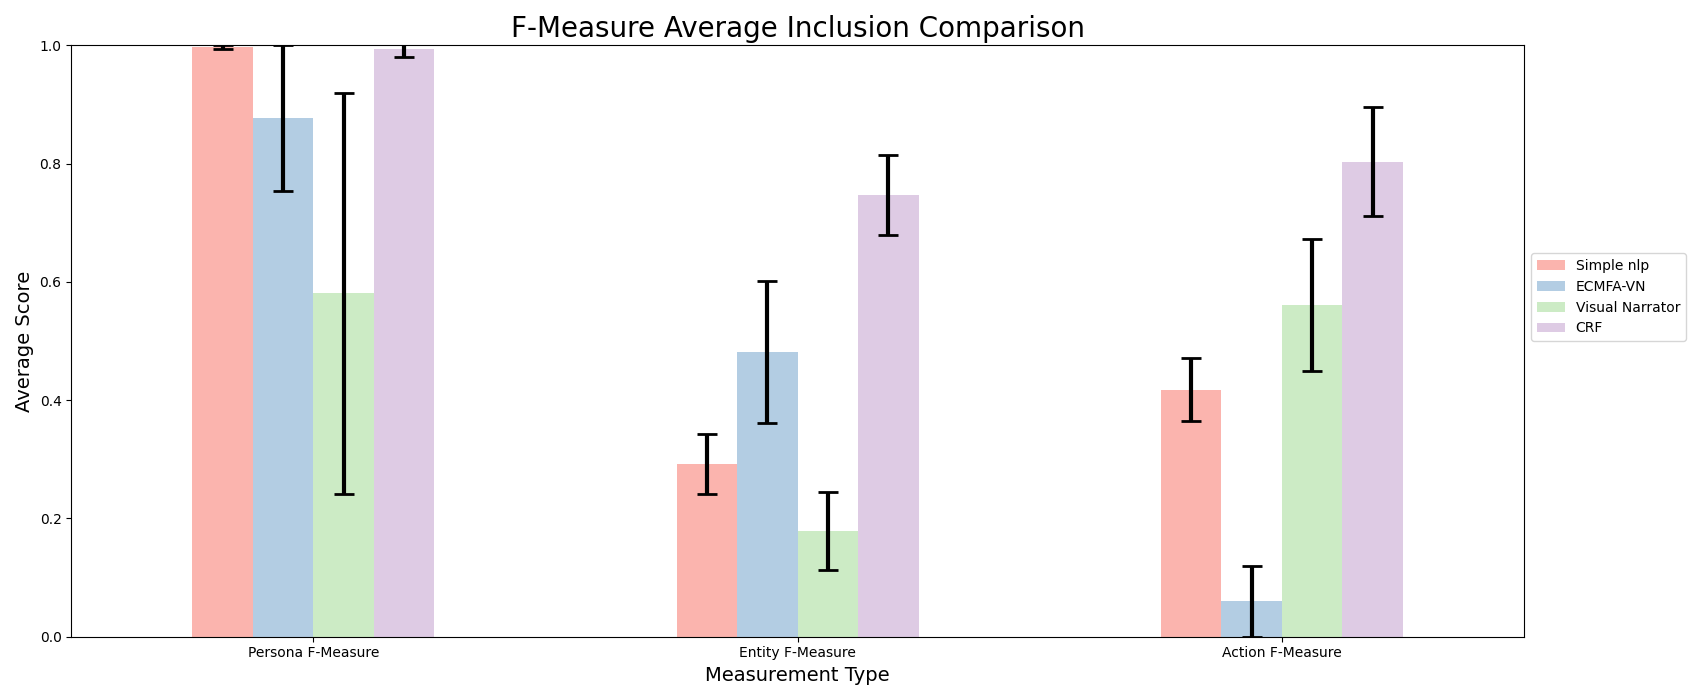 F-Measure Average Inclusion Comparison
1.0
0.8
0.6
0.4
0.2
0.0
Average Score
Persona F-Measure
Entity F-Measure
Action F-Measure
Measurement Type
Simple nlp
ECMFA-VN
Visual Narrator
CRF